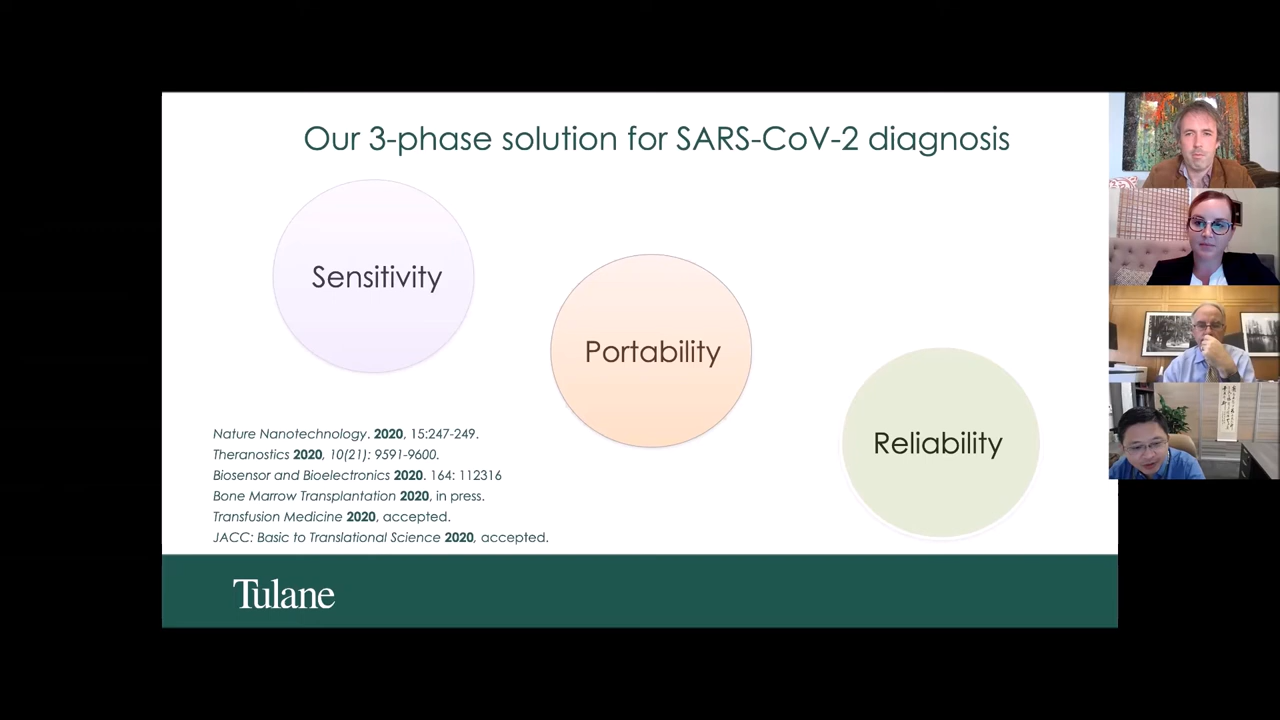 Our 3-phase solution for SARS-CoV-2 diagnosis
Sensitivity
Portability
Reliability
Nature Nanotechnology. 2020, 15:247-249.
Theranostics 2020, 10(21): 9591-9600.
Biosensor and Bioelectronics 2020. 164: 112316
Bone Marrow Transplantation 2020, in press.
Transfusion Medicine 2020, accepted.
JACC: Basic to Translational Science 2020, accepted.
Tulane